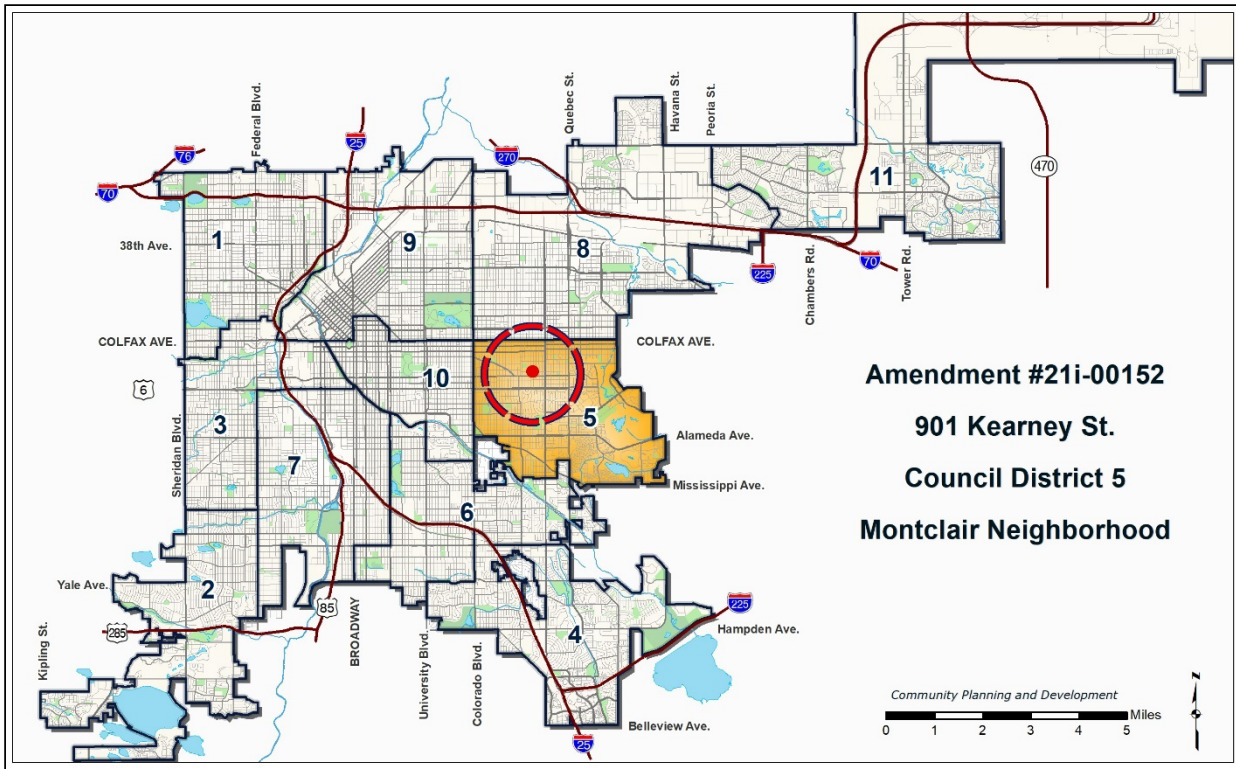 Federal Blvd.
25
Quebec St.
Havana St.
Peoria St.
76
270
70
470
11
1
9
8
38th Ave.
225
Chambers Rd.
70
Tower Rd.
COLFAX AVE.
COLFAX AVE.
6
10
5
3
Sheridan Blvd.
Alameda Ave.
7
Mississippi Ave.
6
Amendment #21i-00152
901 Kearney St.
Council District 5
Montclair Neighborhood
Yale Ave.
2
85
BROADWAY
University Blvd.
Colorado Blvd.
4
225
Hampden Ave.
285
Kipling St.
Belleview Ave.
25
Community Planning and Development
0 1 2 3 4 5 Miles
N